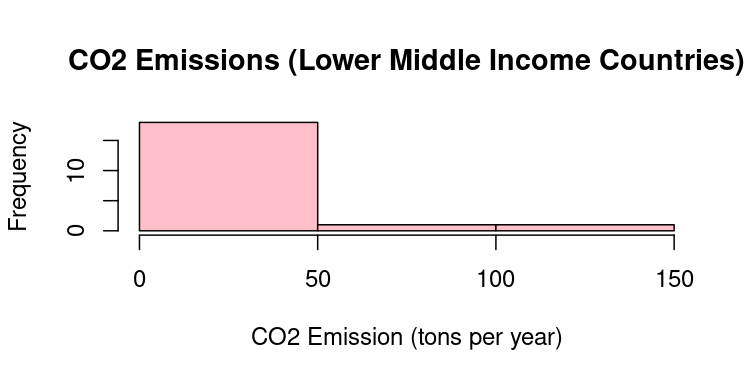 CO2 Emissions (Lower Middle Income Countries)
Frequency
10
0
0 50 100 150
CO2 Emission (tons per year)